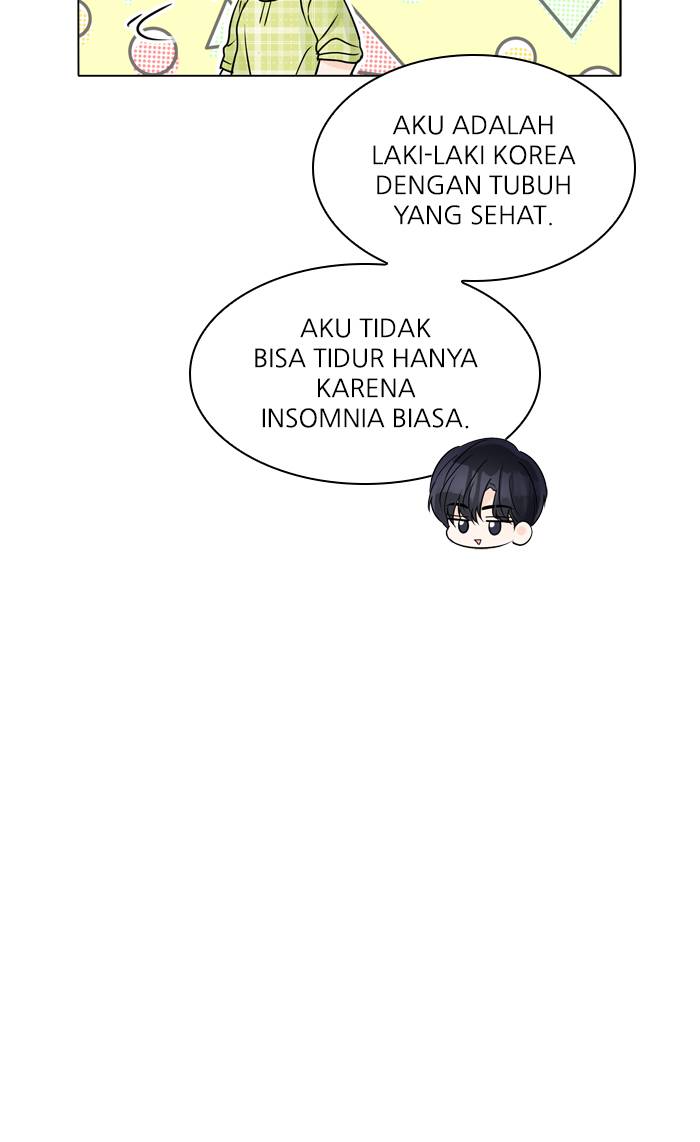 AKU ADALAH
LAKI-LAKI KOREA
DENGAN TUBUH
YANG SEHAT.
AKU TIDAK
BISA TIDUR HANYA
KARENA
INSOMNIA BIASA.